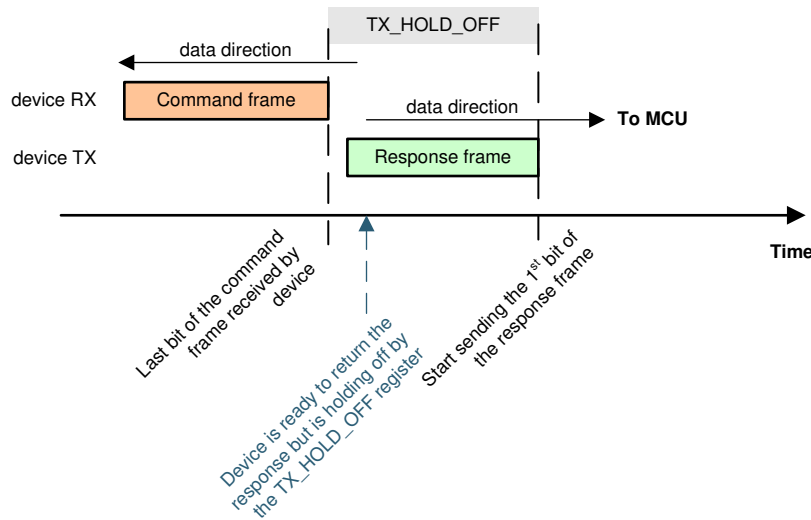 TX_HOLD_OFF
data direction
device RX
Command frame
data direction
To MCU
device TX
Response frame
Time
Last bit of the command
frame received by
device
Device is ready to return the
response but is holding off by
the TX_HOLD_OFF register
Start sending the 1st bit of
the response frame